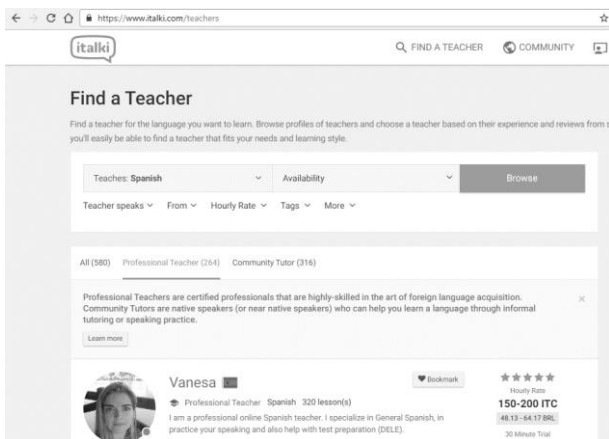 https://www.italki.com/teachers
italki
FIND A TEACHER
COMMUNITY
Find a Teacher
Find a teacher for the language you want to learn. Browse profiles of teachers and choose a teacher based on their experience and reviews from
you'll easily be able to find a teacher that fits your needs and learning style.
Teaches: Spanish
Availability
Browse
Teacher speaks From Hourly Rate Tags More
All (580) Professional Teacher (264) Community Tutor (316)
Professional Teachers are certified professionals that are highly-skilled in the art of foreign language acquisition.
Community Tutors are native speakers (or near native speakers) who can help you learn a language through informal
tutoring or speaking practice.
Learn more
Vanesa
Bookmark
Professional Teacher Spanish 320 lesson(s)
I am a professional online Spanish teacher. I specialize in General Spanish, in
practice your speaking and also help with test preparation (DELE).
Hourly Rate
150-200 ITC
48.13 - 64.17 BRL
30 Minute Trial